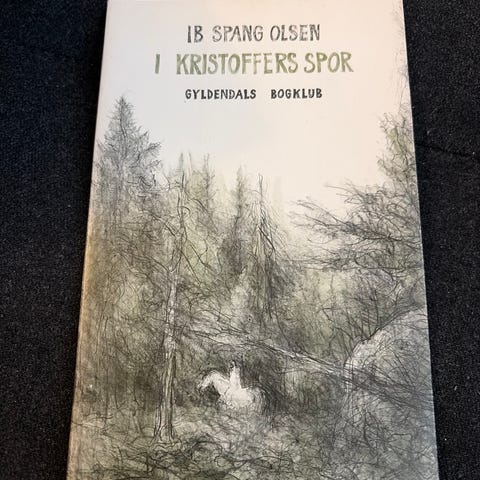 IB SPANG OLSEN
I KRISTOFFERS SPOR
GYLDENDALS BOGKLUB